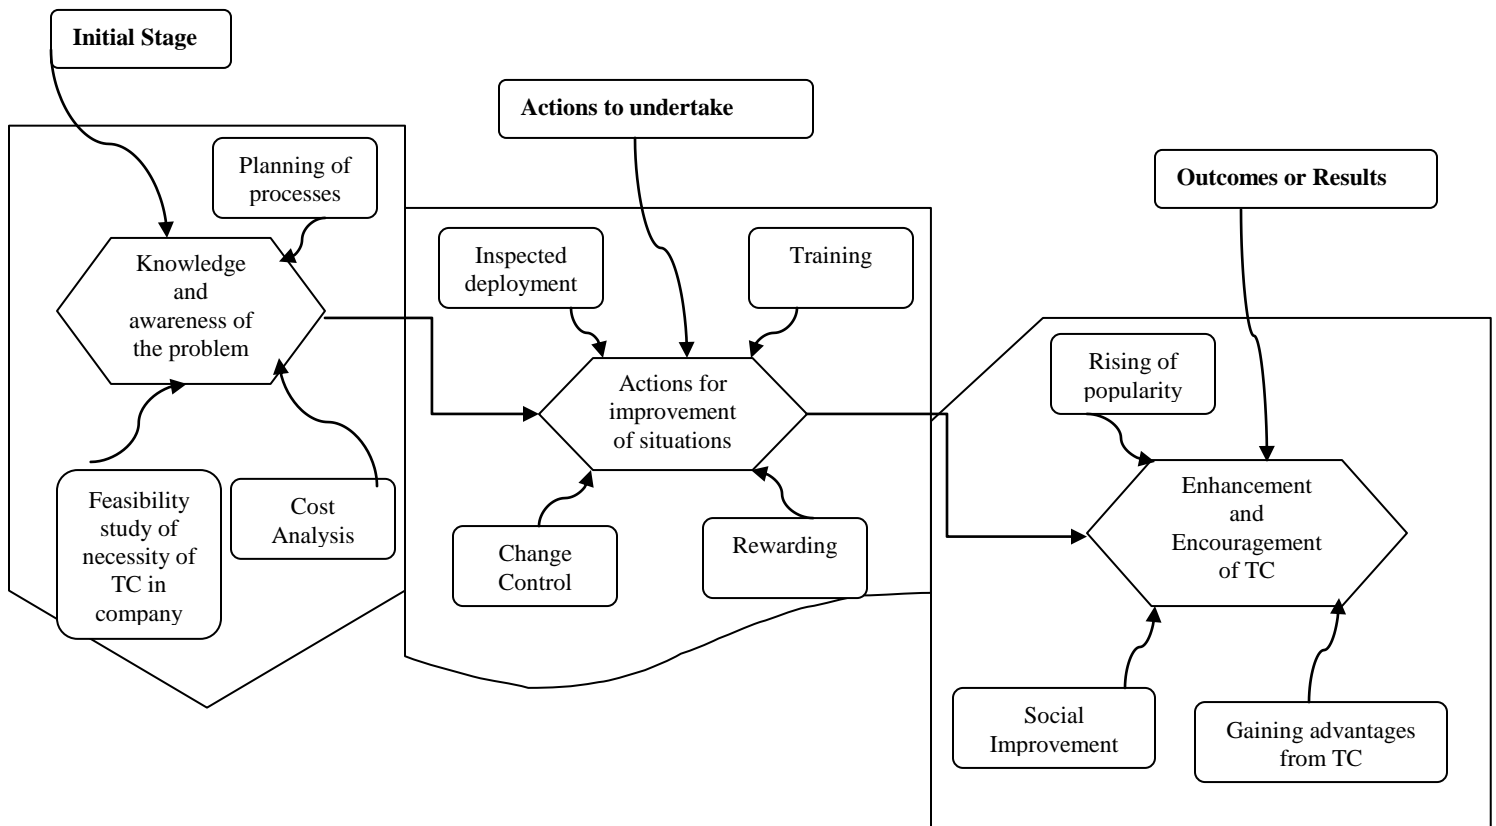 Initial Stage
Actions to undertake
Outcomes or Results
Planning of
processes
Knowledge
and
awareness of
the problem
Feasibility
study of
necessity of
TC in
company
Cost
Analysis
Inspected
deployment
Training
Actions for
improvement
of situations
Change
Control
Rewarding
Rising of
popularity
Enhancement
and
Encouragement
of TC
Social
Improvement
Gaining advantages
from TC